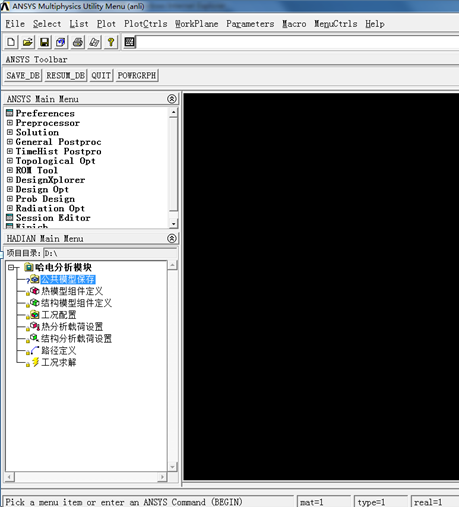 ANSYS Multiphysics Utility Menu (anli)
File Select List Plot PlotCtrls WorkPlane Parameters Macro MenuCtrls Help
ANSYS Toolbar
SAVE_DB RESUM_DB QUIT POWRGRPH
ANSYS Main Menu
Preferences
Preprocessor
Solution
General Postproc
TimeHist Postpro
Topological Opt
ROM Tool
DesignXplorer
Design Opt
Prob Design
Radiation Opt
Session Editor
Finish
HADIAN Main Menu
项目目录: D:\
哈电分析模块
公共模型保存
热模型组件定义
结构模型组件定义
工况配置
热分析载荷设置
结构分析载荷设置
路径定义
工况求解
Pick a menu item or enter an ANSYS Command (BEGIN) mat=1 type=1 real=1